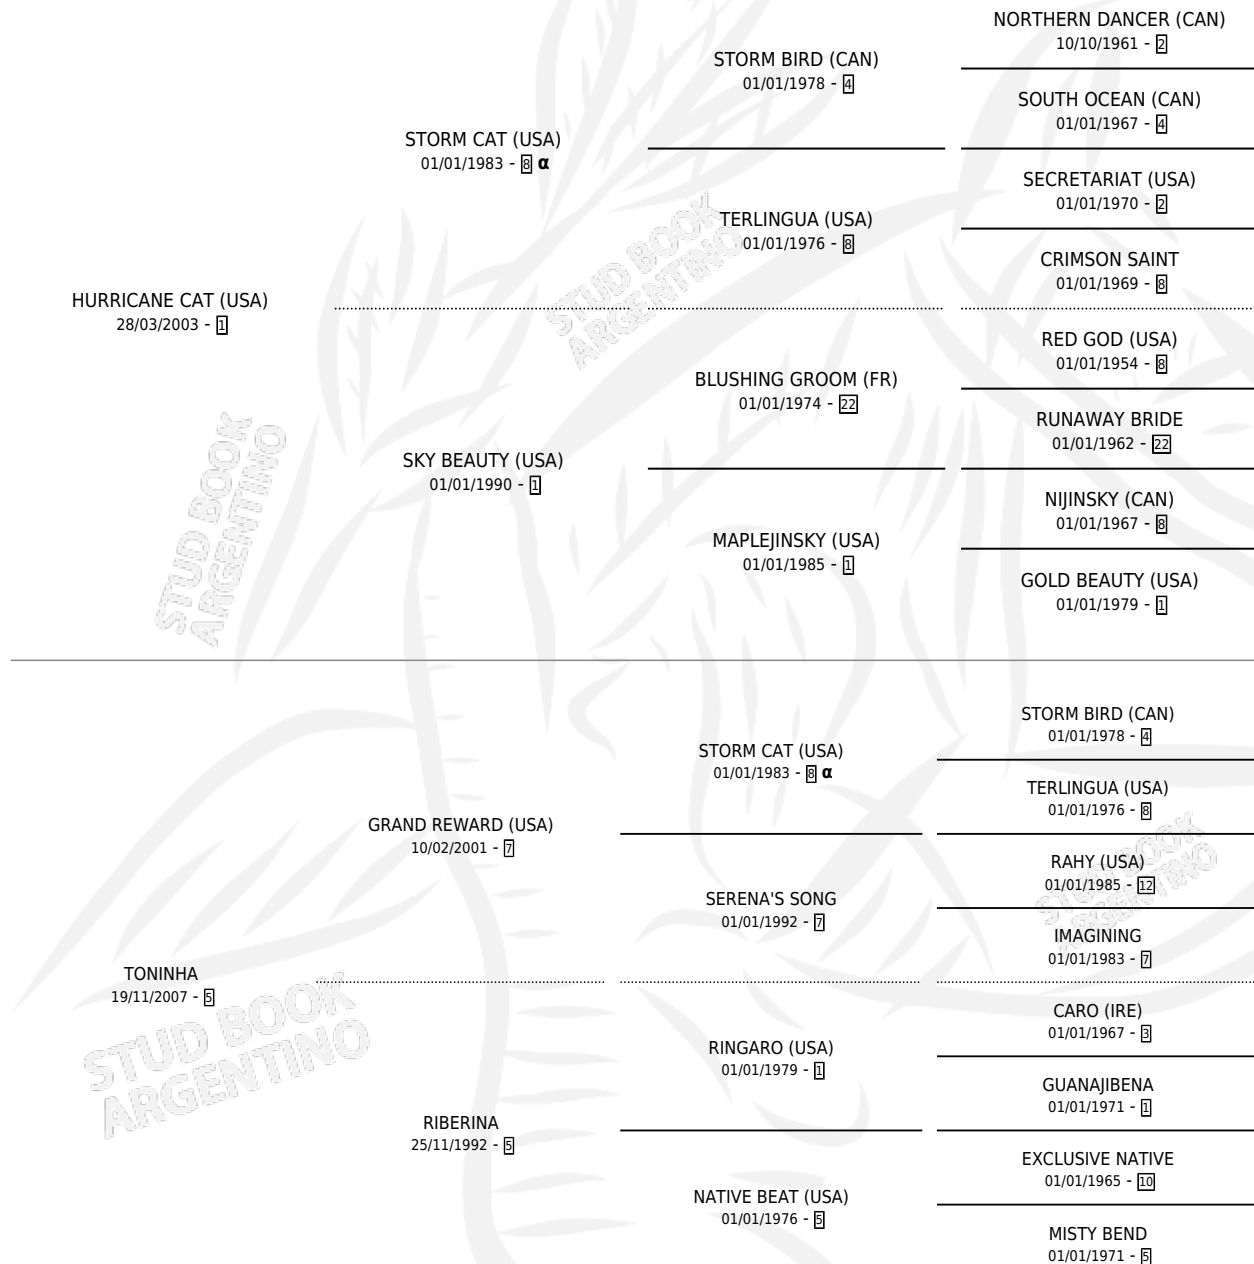 NORTHERN DANCER (CAN)
10/10/1961 - 2
STORM BIRD (CAN)
01/01/1978 - 4
SOUTH OCEAN (CAN)
01/01/1967 - 4
STORM CAT (USA)
01/01/1983 - 8 α
SECRETARIAT (USA)
01/01/1970 - 2
TERLINGUA (USA)
01/01/1976 - 8
CRIMSON SAINT
01/01/1969 - 8
HURRICANE CAT (USA)
28/03/2003 - 1
STUD BOOK
ARGENTINO
RED GOD (USA)
01/01/1954 - 8
BLUSHING GROOM (FR)
01/01/1974 - 22
RUNAWAY BRIDE
01/01/1962 - 22
SKY BEAUTY (USA)
01/01/1990 - 1
NIJINSKY (CAN)
01/01/1967 - 8
MAPLEJINSKY (USA)
01/01/1985 - 1
GOLD BEAUTY (USA)
01/01/1979 - 1
STUD BOOK
ARGENTINO
STORM BIRD (CAN)
01/01/1978 - 4
STORM CAT (USA)
01/01/1983 - 8 α
TERLINGUA (USA)
01/01/1976 - 8
GRAND REWARD (USA)
10/02/2001 - 7
RAHY (USA)
01/01/1985 - 12
SERENA'S SONG
01/01/1992 - 7
STUD BOOK
ARGENTINO
IMAGINING
01/01/1983 - 7
TONINHA
19/11/2007 - 5
STUD BOOK
ARGENTINO
CARO (IRE)
01/01/1967 - 3
RINGARO (USA)
01/01/1979 - 1
GUANAJIBENA
01/01/1971 - 1
RIBERINA
25/11/1992 - 5
EXCLUSIVE NATIVE
01/01/1965 - 10
NATIVE BEAT (USA)
01/01/1976 - 5
MISTY BEND
01/01/1971 - 5